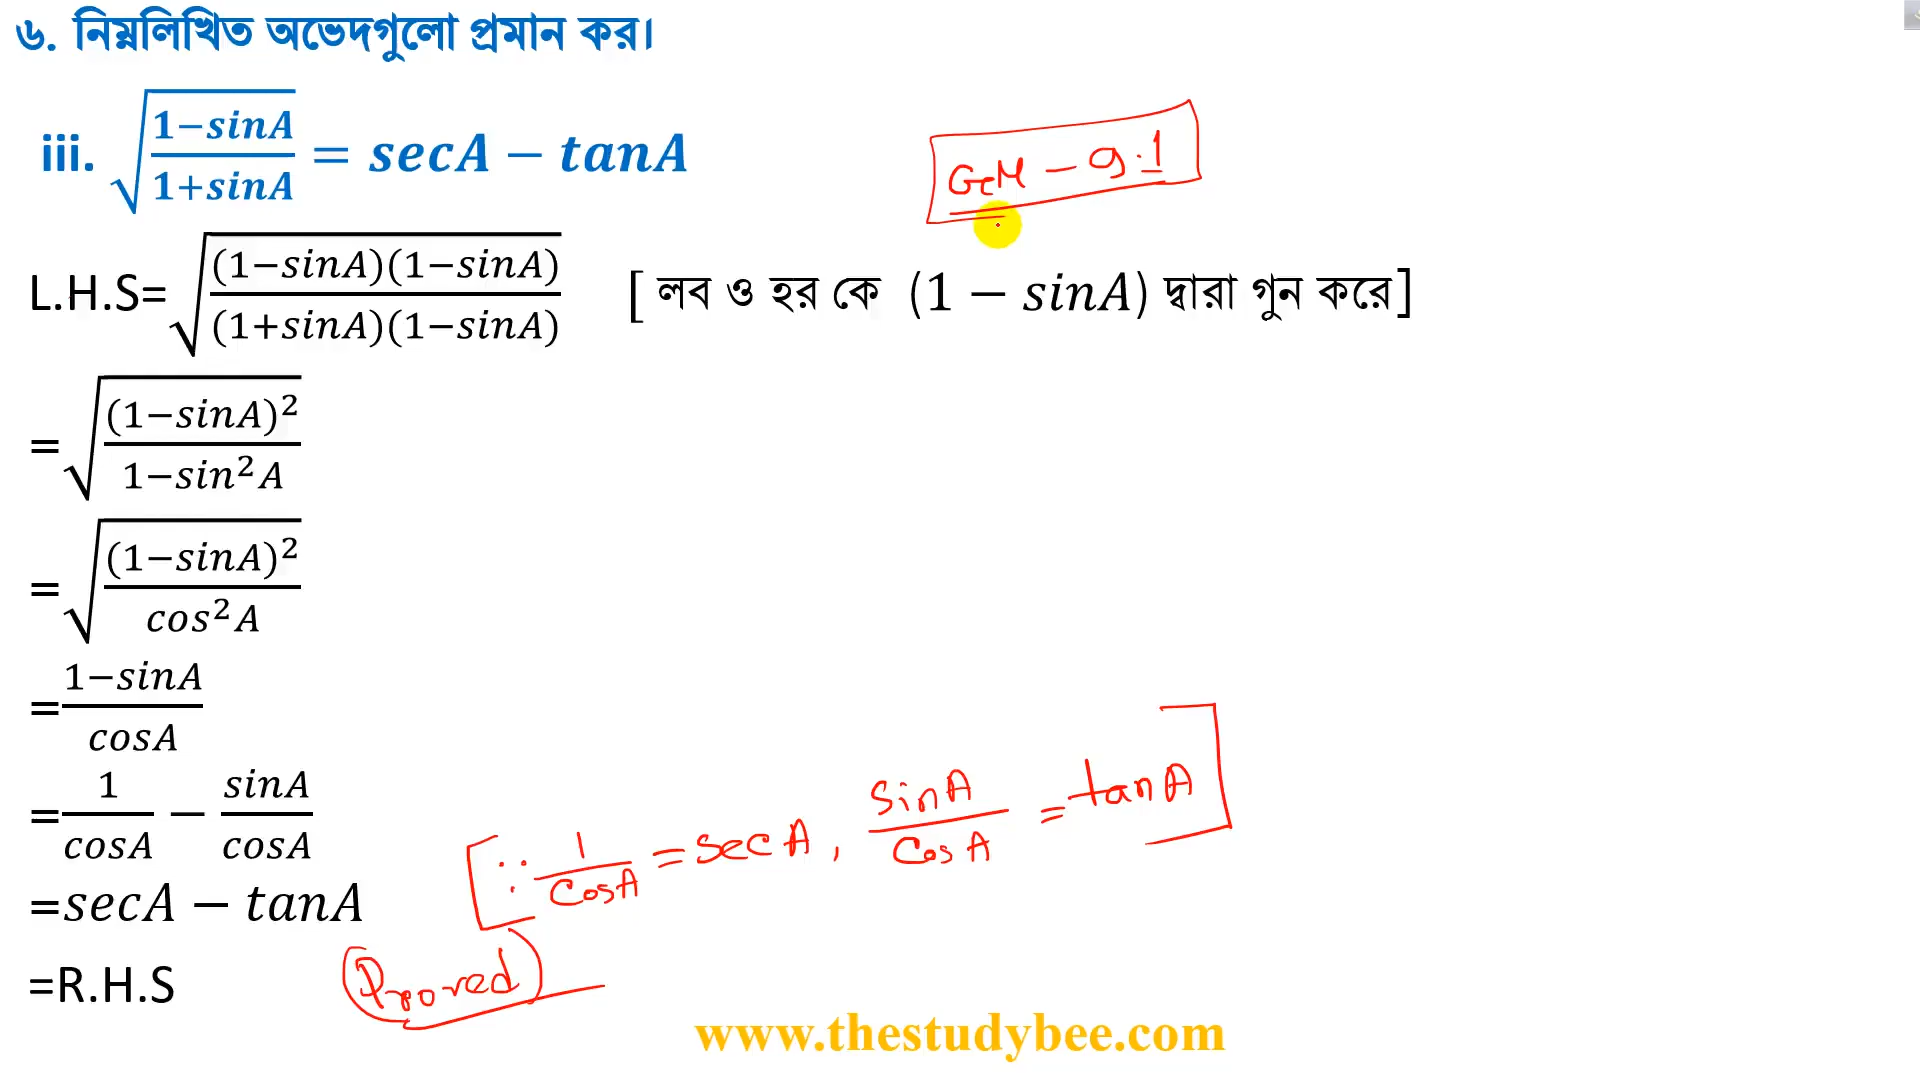 ৬. নিম্নলিখিত অভেদগুলো প্রমান কর।
iii. √((1−sinA)/(1+sinA)) = secA − tanA
GM − 9.1
L.H.S=√(((1−sinA)(1−sinA))/((1+sinA)(1−sinA))) [ লব ও হর কে (1 − sinA) দ্বারা গুন করে]
=√((1−sinA)²/(1−sin²A))
=√((1−sinA)²/(cos²A))
=(1−sinA)/(cosA)
=1/cosA − sinA/cosA
[∵ 1/CosA = SecA, SinA/CosA = tanA]
=secA − tanA
=R.H.S
(Proved)
www.thestudybee.com